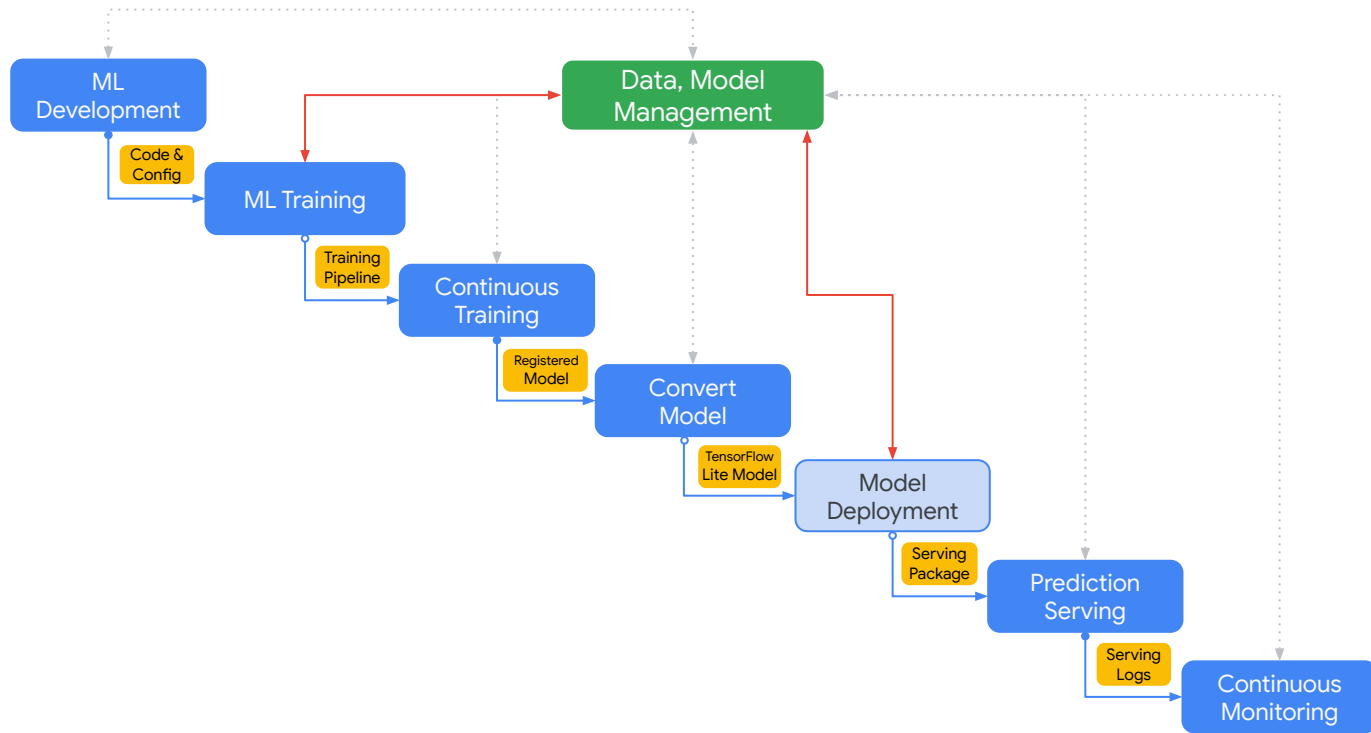 ML
Development
Data, Model
Management
Code &
Config
ML Training
Training
Pipeline
Continuous
Training
Registered
Model
Convert
Model
TensorFlow
Lite Model
Model
Deployment
Serving
Package
Prediction
Serving
Serving
Logs
Continuous
Monitoring